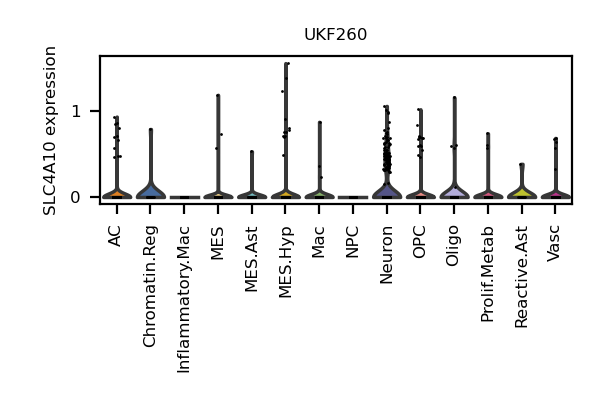 UKF260
SLC4A10 expression
1
0
AC
Chromatin.Reg
Inflammatory.Mac
MES
MES.Ast
MES.Hyp
Mac
NPC
Neuron
OPC
Oligo
Prolif.Metab
Reactive.Ast
Vasc